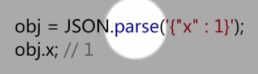 obj = JSON.parse('{"x" : 1}');
obj.x; // 1